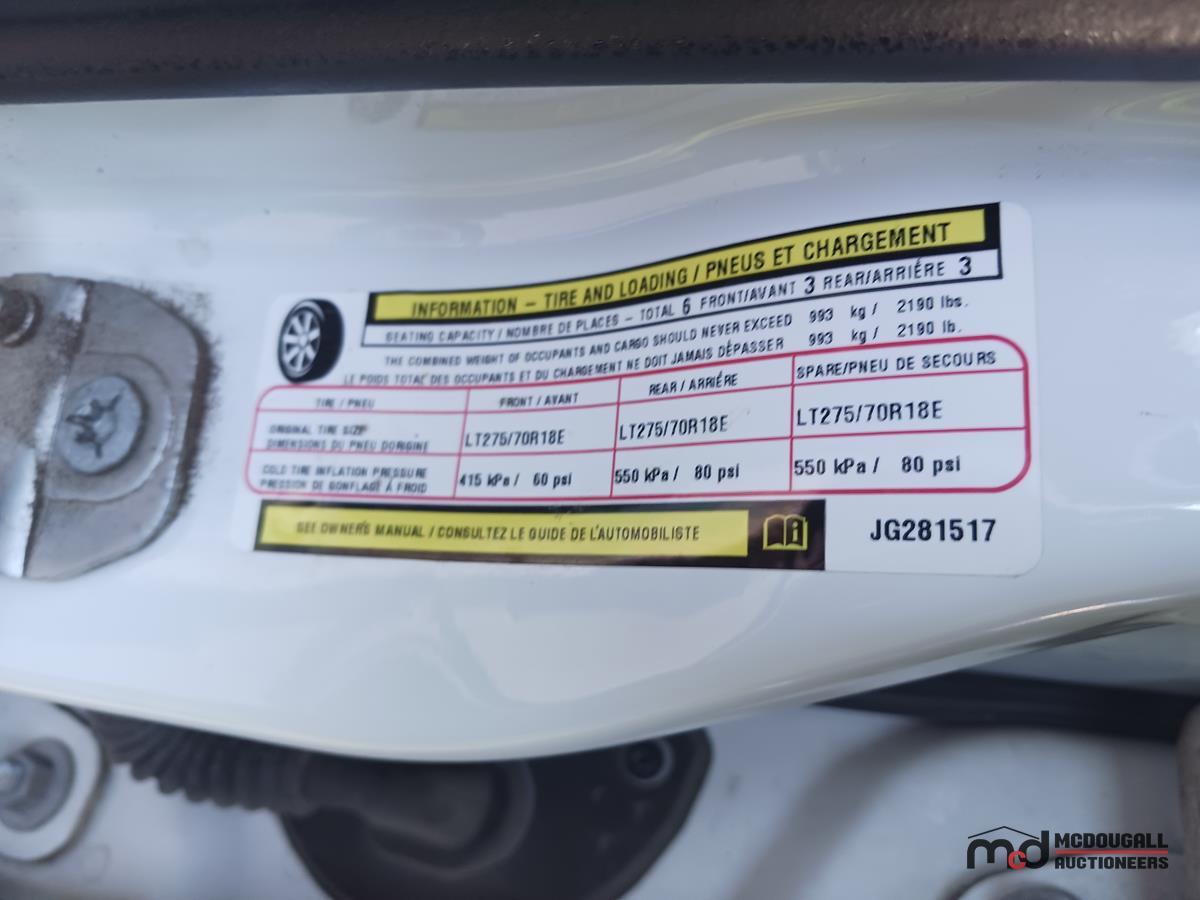 INFORMATION – TIRE AND LOADING / PNEUS ET CHARGEMENT
SEATING CAPACITY / NOMBRE DE PLACES – TOTAL 6 FRONT/AVANT 3 REAR/ARRIÉRE 3
THE COMBINED WEIGHT OF OCCUPANTS AND CARGO SHOULD NEVER EXCEED 993 kg / 2190 lbs.
LE POIDS TOTAL DES OCCUPANTS ET DU CHARGEMENT NE DOIT JAMAIS DÉPASSER 993 kg / 2190 lb.
TIRE / PNEU FRONT / AVANT REAR / ARRIÉRE SPARE/PNEU DE SECOURS
ORIGINAL TIRE SIZE
DIMENSIONS DU PNEU DORIGINE LT275/70R18E LT275/70R18E LT275/70R18E
COLD TIRE INFLATION PRESSURE
PRESSION DE GONFLAGE À FROID 415 kPa / 60 psi 550 kPa / 80 psi 550 kPa / 80 psi
SEE OWNERS MANUAL / CONSULTEZ LE GUIDE DE L'AUTOMOBILISTE
JG281517
mcd MCDOUGALL
AUCTIONEERS